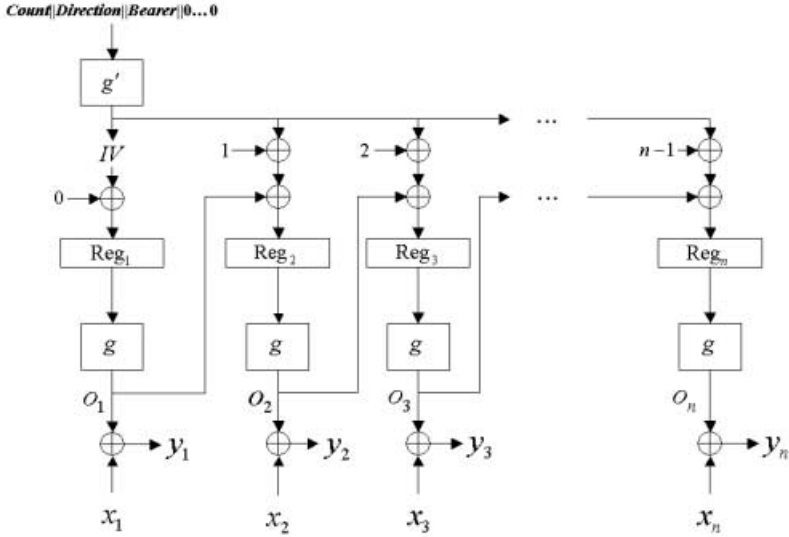 Count||Direction||Bearer||0…0
g′
…
IV 1 2 n−1
0 …
Reg₁ Reg₂ Reg₃ Regₙ
g g g g
O₁ O₂ O₃ Oₙ
y₁ y₂ y₃ yₙ
x₁ x₂ x₃ xₙ